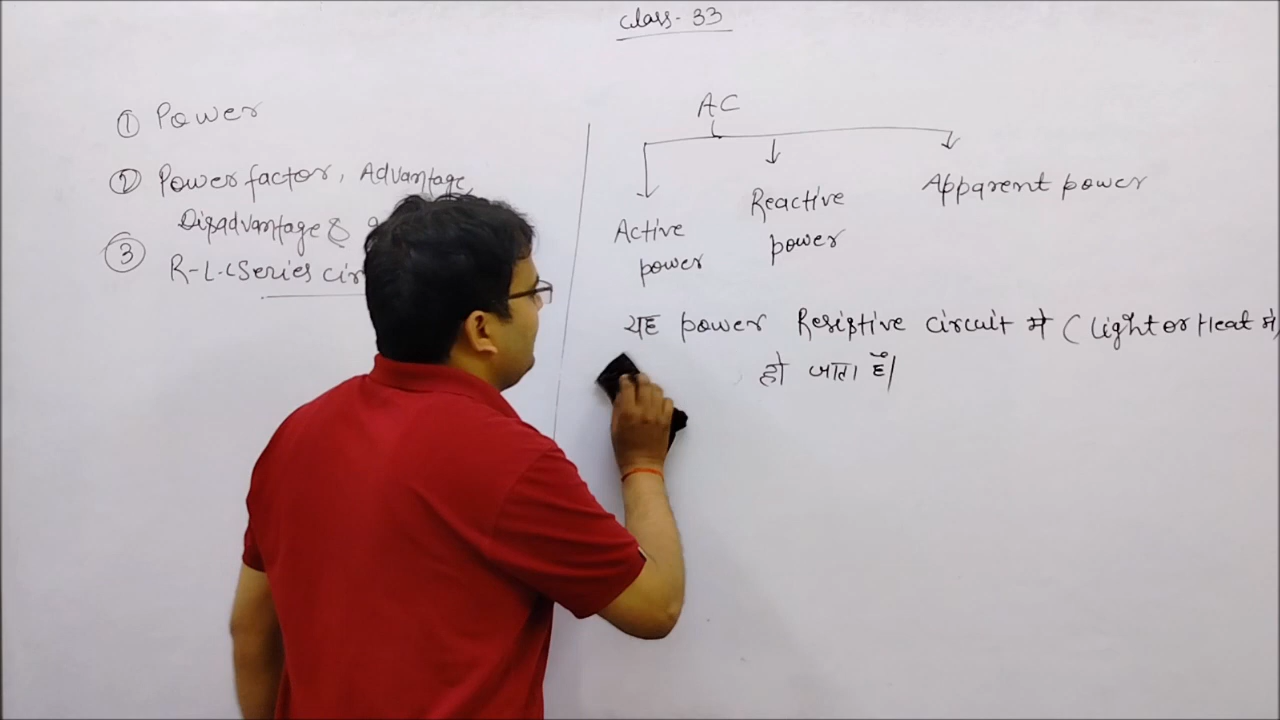 Class- 33
① Power
② Power factor, Advantage,
Disadvantage &
③ R-L-C Series
AC
Active power
Reactive power
Apparent power
यह power Resistive circuit मे ( Light or Heat मे
हो जाता हैं।